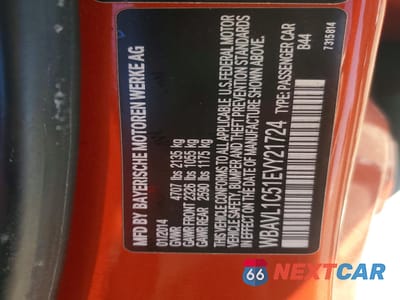 MFD BY BAYERISCHE MOTOREN WERKE AG
01/2014
GVWR 4707 lbs 2135 kg
GAWR FRONT 2326 lbs 1055 kg
GAWR REAR 2590 lbs 1175 kg
THIS VEHICLE CONFORMS TO ALL APPLICABLE U.S. FEDERAL MOTOR
VEHICLE SAFETY, BUMPER, AND THEFT PREVENTION STANDARDS
IN EFFECT ON THE DATE OF MANUFACTURE SHOWN ABOVE.
WBAVL1C51EVY21724 TYPE: PASSENGER CAR
B44
7315814
66 NEXTCAR